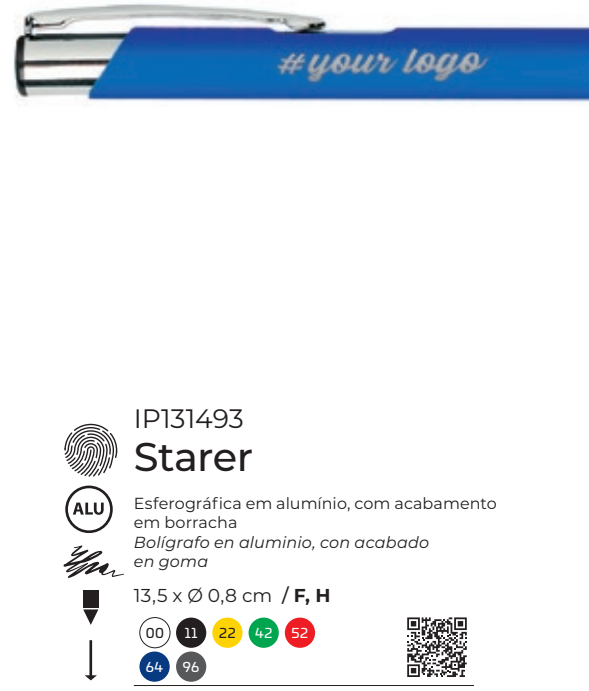 #your logo
IP131493
Starer
ALU
Esferográfica em alumínio, com acabamento
em borracha
Bolígrafo en aluminio, con acabado
en goma
13,5 x Ø 0,8 cm / F, H
00 11 22 42 52
64 96